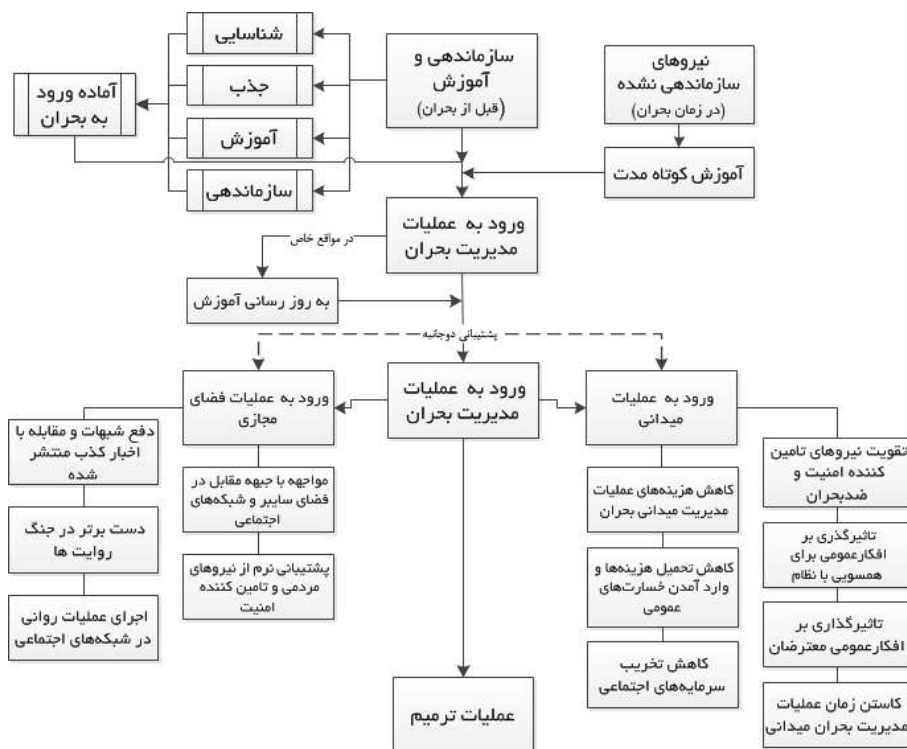 نیروهای
سازماندهی نشده
(در زمان بحران)
سازماندهی و
آموزش
(قبل از بحران)
شناسایی
جذب
آموزش
سازماندهی
آماده ورود
به بحران
آموزش کوتاه مدت
ورود به عملیات
مدیریت بحران
در مواقع خاص
به روز رسانی آموزش
پشتیبانی دوجانبه
ورود به عملیات
میدانی
ورود به عملیات
مدیریت بحران
ورود به عملیات فضای
مجازی
تقویت نیروهای تامین
کننده امنیت و
ضدبحران
تاثیرگذری بر
افکارعمومی برای
همسویی با نظام
تاثیرگذاری بر
افکارعمومی معترضان
کاستن زمان عملیات
مدیریت بحران میدانی
کاهش هزینه‌های عملیات
مدیریت میدانی بحران
کاهش تحمیل هزینه‌ها و
وارد آمدن خسارت‌های
عمومی
کاهش تخریب
سرمایه‌های اجتماعی
مواجهه با جبهه مقابل در
فضای سایبر و شبکه‌های
اجتماعی
پشتیبانی نرم از نیروهای
مردمی و تامین کننده
امنیت
دفع شبهات و مقابله با
اخبار کذب منتشر
شده
دست برتر در جنگ
روایت ها
اجرای عملیات روانی
در شبکه‌های اجتماعی
عملیات ترمیم